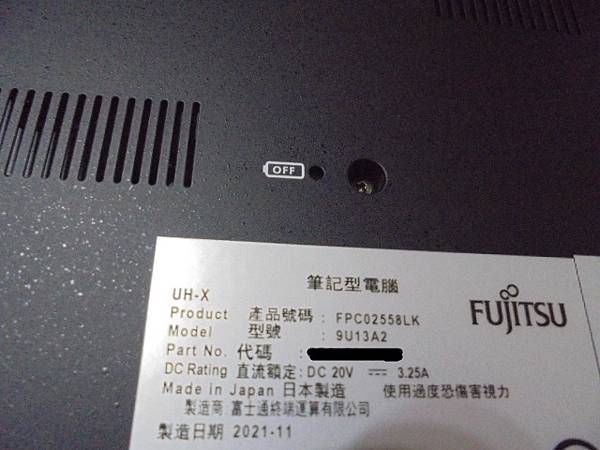 OFF
筆記型電腦
UH-X
FUJITSU
Product 產品號碼 : FPC02558LK
Model 型號 : 9U13A2
Part No. 代碼 :
DC Rating 直流額定: DC 20V ⎓ 3.25A
Made in Japan 日本製造 使用過度恐傷害視力
製造商 富士通終端運算有限公司
製造日期 2021-11